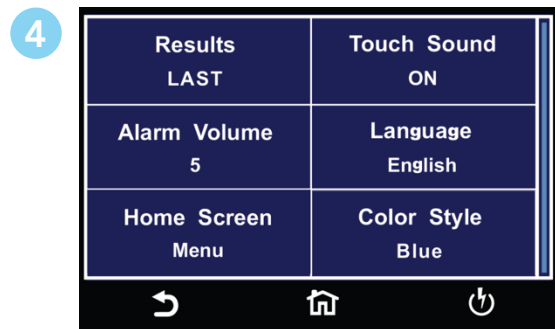 4
Results
LAST
Touch Sound
ON
Alarm Volume
5
Language
English
Home Screen
Menu
Color Style
Blue